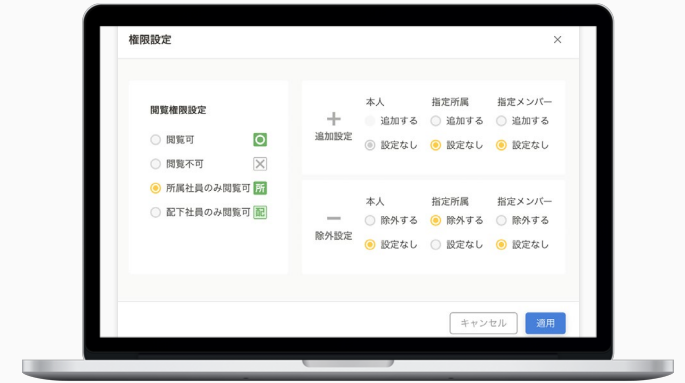 権限設定
×
閲覧権限設定
閲覧可
閲覧不可
所属社員のみ閲覧可 所
配下社員のみ閲覧可 配
＋
追加設定
本人 指定所属 指定メンバー
追加する 追加する 追加する
設定なし 設定なし 設定なし
－
除外設定
本人 指定所属 指定メンバー
除外する 除外する 除外する
設定なし 設定なし 設定なし
キャンセル 適用